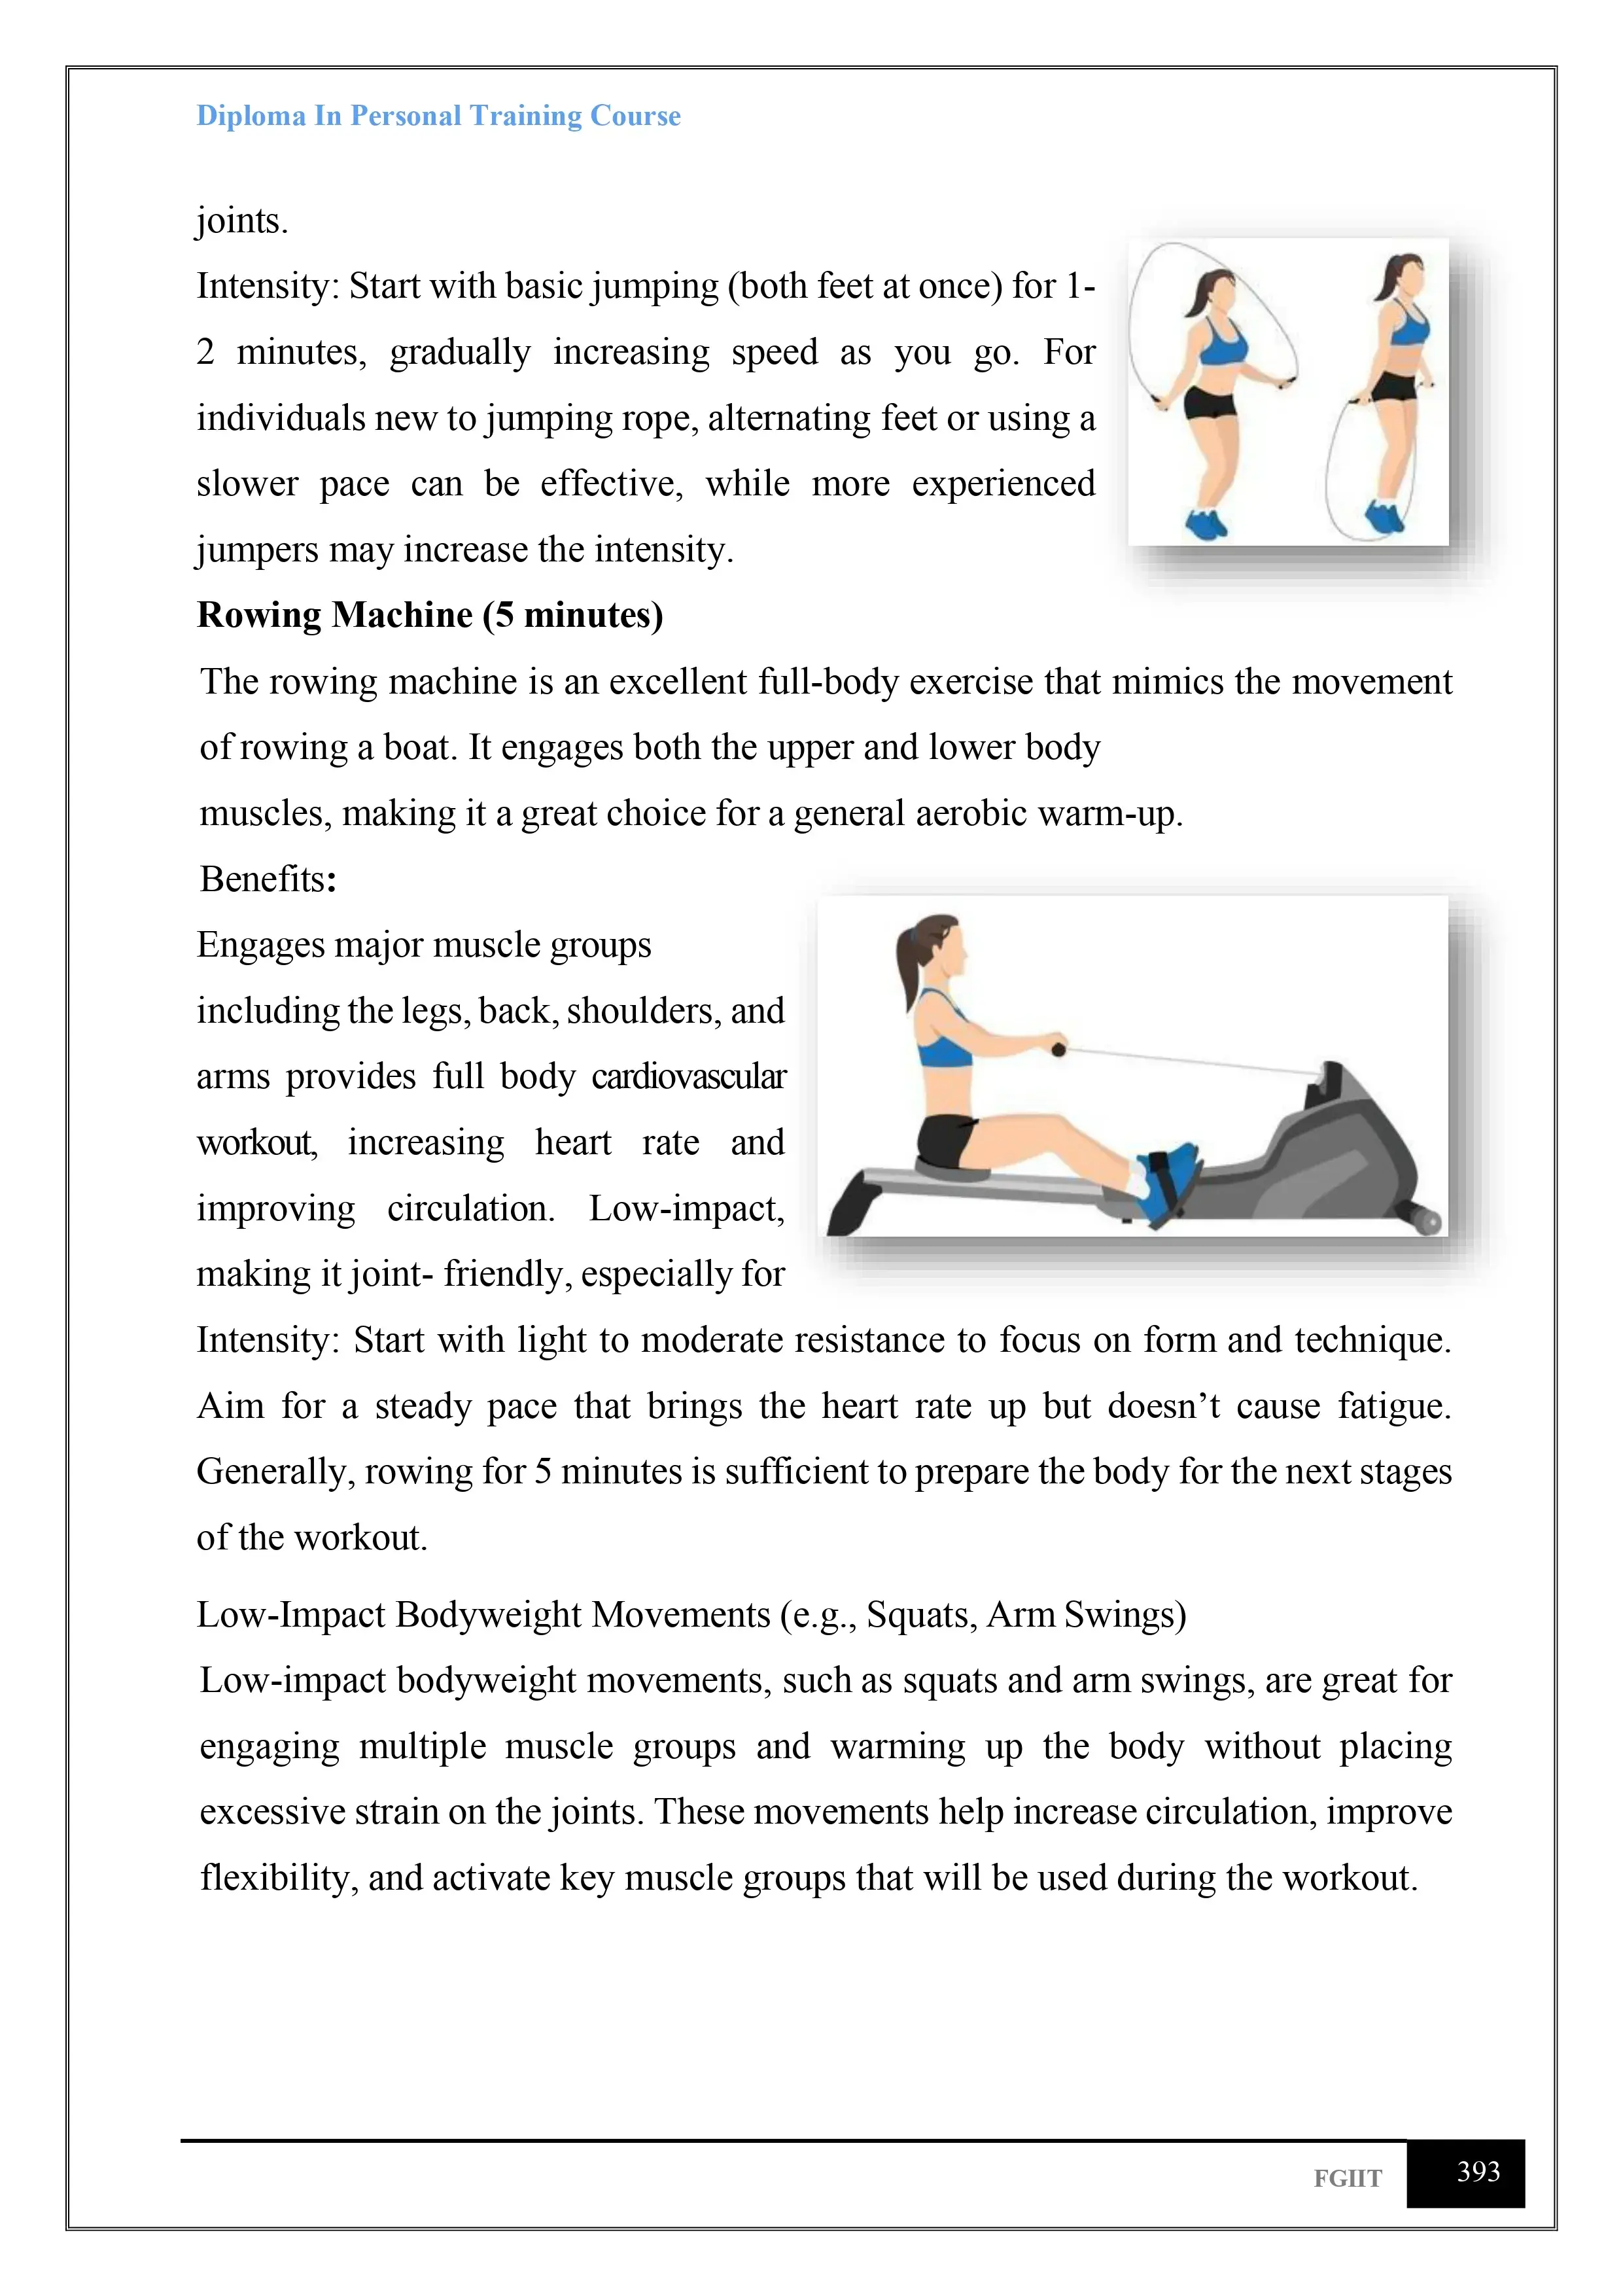 Diploma In Personal Training Course
joints.
Intensity: Start with basic jumping (both feet at once) for 1-
2 minutes, gradually increasing speed as you go. For
individuals new to jumping rope, alternating feet or using a
slower pace can be effective, while more experienced
jumpers may increase the intensity.
Rowing Machine (5 minutes)
The rowing machine is an excellent full-body exercise that mimics the movement
of rowing a boat. It engages both the upper and lower body
muscles, making it a great choice for a general aerobic warm-up.
Benefits:
Engages major muscle groups
including the legs, back, shoulders, and
arms provides full body cardiovascular
workout, increasing heart rate and
improving circulation. Low-impact,
making it joint- friendly, especially for
Intensity: Start with light to moderate resistance to focus on form and technique.
Aim for a steady pace that brings the heart rate up but doesn’t cause fatigue.
Generally, rowing for 5 minutes is sufficient to prepare the body for the next stages
of the workout.
Low-Impact Bodyweight Movements (e.g., Squats, Arm Swings)
Low-impact bodyweight movements, such as squats and arm swings, are great for
engaging multiple muscle groups and warming up the body without placing
excessive strain on the joints. These movements help increase circulation, improve
flexibility, and activate key muscle groups that will be used during the workout.
FGIIT
393